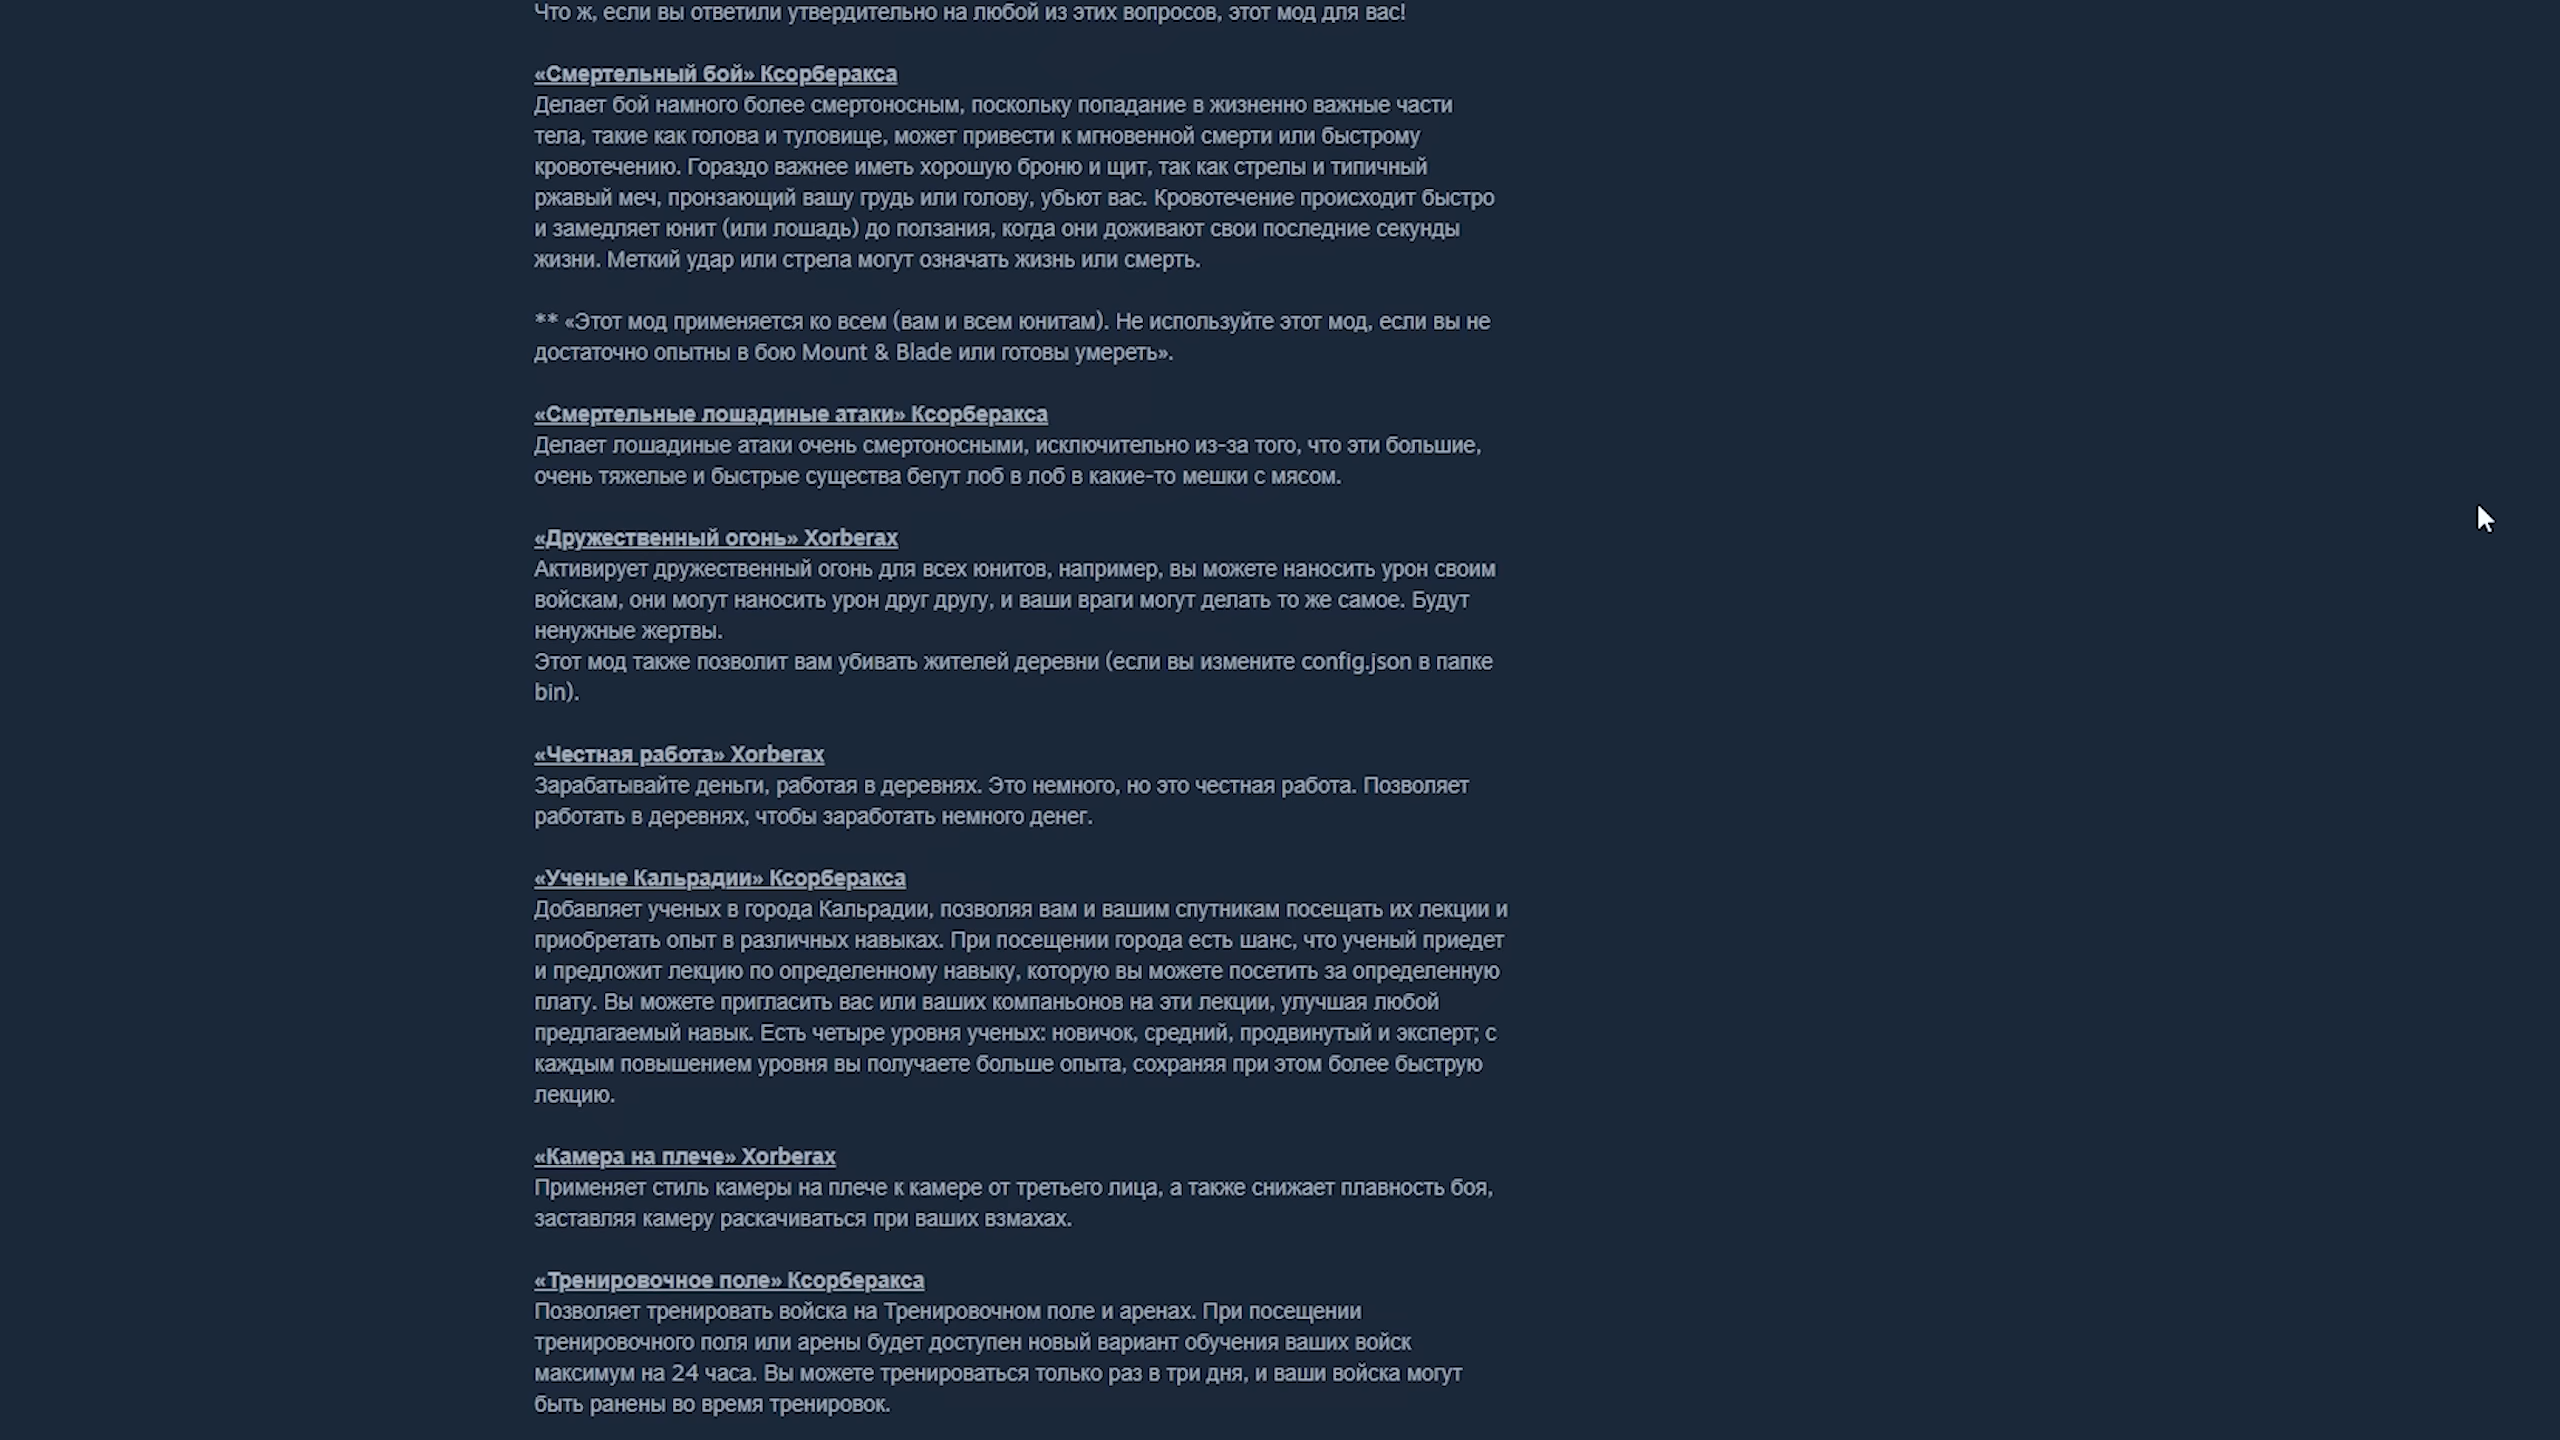 Что ж, если вы ответили утвердительно на любой из этих вопросов, этот мод для вас!
«Смертельный бой» Ксорберакса
Делает бой намного более смертоносным, поскольку попадание в жизненно важные части
тела, такие как голова и туловище, может привести к мгновенной смерти или быстрому
кровотечению. Гораздо важнее иметь хорошую броню и щит, так как стрелы и типичный
ржавый меч, пронзающий вашу грудь или голову, убьют вас. Кровотечение происходит быстро
и замедляет юнит (или лошадь) до ползания, когда они доживают свои последние секунды
жизни. Меткий удар или стрела могут означать жизнь или смерть.
** «Этот мод применяется ко всем (вам и всем юнитам). Не используйте этот мод, если вы не
достаточно опытны в бою Mount & Blade или готовы умереть».
«Смертельные лошадиные атаки» Ксорберакса
Делает лошадиные атаки очень смертоносными, исключительно из-за того, что эти большие,
очень тяжелые и быстрые существа бегут лоб в лоб в какие-то мешки с мясом.
«Дружественный огонь» Xorberax
Активирует дружественный огонь для всех юнитов, например, вы можете наносить урон своим
войскам, они могут наносить урон друг другу, и ваши враги могут делать то же самое. Будут
ненужные жертвы.
Этот мод также позволит вам убивать жителей деревни (если вы измените config.json в папке
bin).
«Честная работа» Xorberax
Зарабатывайте деньги, работая в деревнях. Это немного, но это честная работа. Позволяет
работать в деревнях, чтобы заработать немного денег.
«Ученые Кальрадии» Ксорберакса
Добавляет ученых в города Кальрадии, позволяя вам и вашим спутникам посещать их лекции и
приобретать опыт в различных навыках. При посещении города есть шанс, что ученый приедет
и предложит лекцию по определенному навыку, которую вы можете посетить за определенную
плату. Вы можете пригласить вас или ваших компаньонов на эти лекции, улучшая любой
предлагаемый навык. Есть четыре уровня ученых: новичок, средний, продвинутый и эксперт; с
каждым повышением уровня вы получаете больше опыта, сохраняя при этом более быструю
лекцию.
«Камера на плече» Xorberax
Применяет стиль камеры на плече к камере от третьего лица, а также снижает плавность боя,
заставляя камеру раскачиваться при ваших взмахах.
«Тренировочное поле» Ксорберакса
Позволяет тренировать войска на Тренировочном поле и аренах. При посещении
тренировочного поля или арены будет доступен новый вариант обучения ваших войск
максимум на 24 часа. Вы можете тренироваться только раз в три дня, и ваши войска могут
быть ранены во время тренировок.